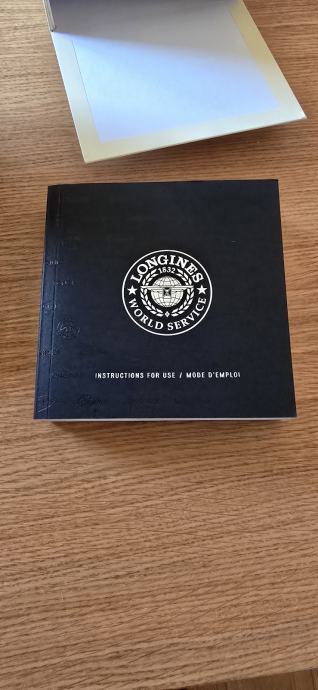 LONGINES
1832
WORLD SERVICE
INSTRUCTIONS FOR USE / MODE D'EMPLOI